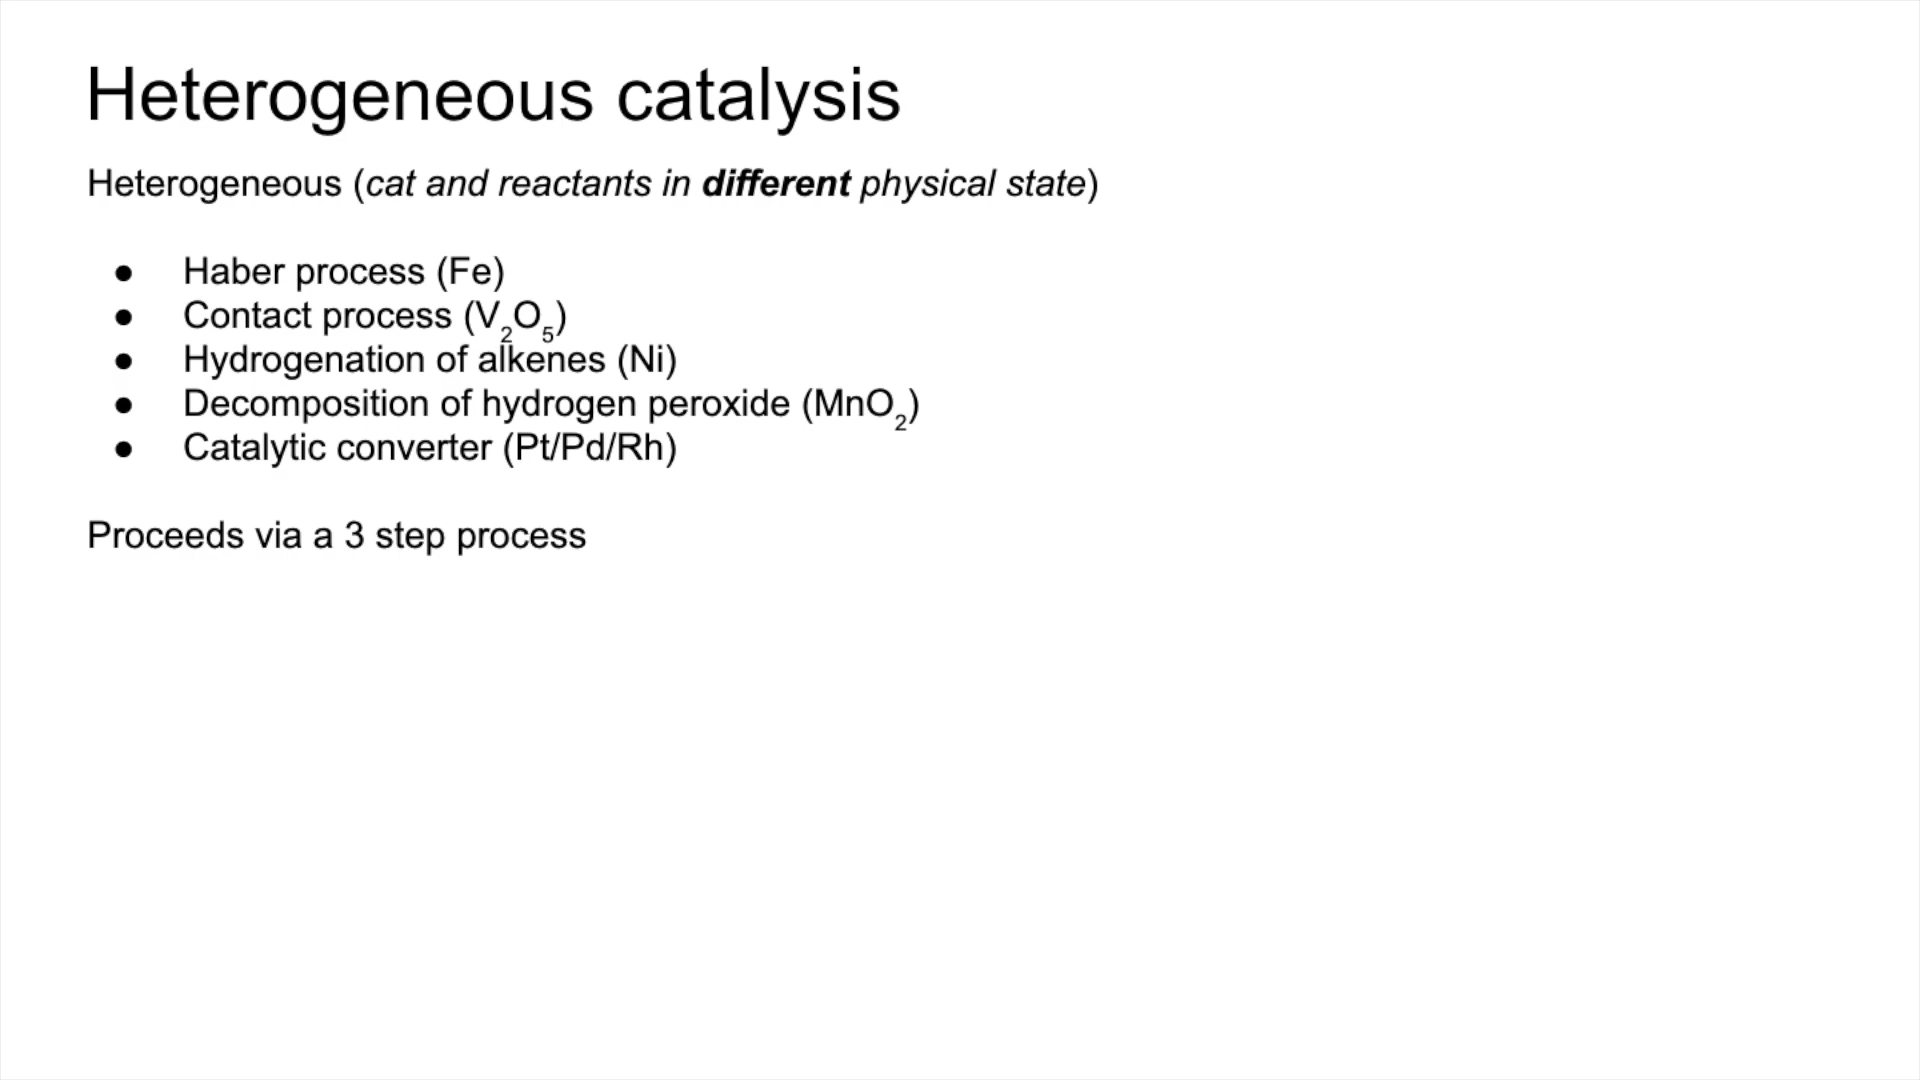 Heterogeneous catalysis
Heterogeneous (cat and reactants in different physical state)
● Haber process (Fe)
● Contact process (V₂O₅)
● Hydrogenation of alkenes (Ni)
● Decomposition of hydrogen peroxide (MnO₂)
● Catalytic converter (Pt/Pd/Rh)
Proceeds via a 3 step process